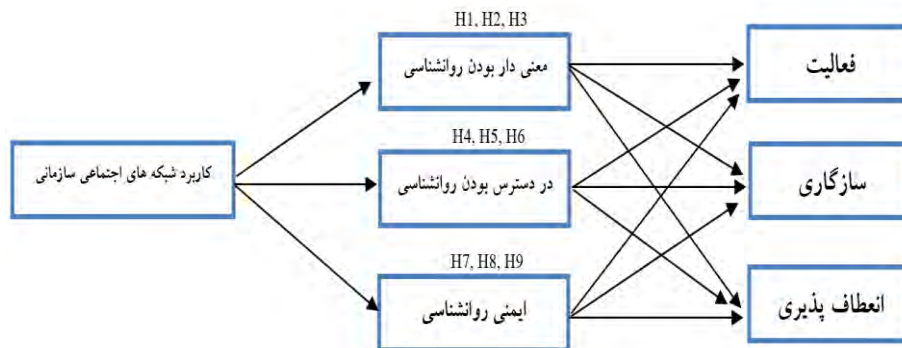 H1, H2, H3
معنی دار بودن روانشناسی
فعالیت
H4, H5, H6
کاربرد شبکه های اجتماعی سازمانی
در دسترس بودن روانشناسی
سازگاری
H7, H8, H9
ایمنی روانشناسی
انعطاف پذیری